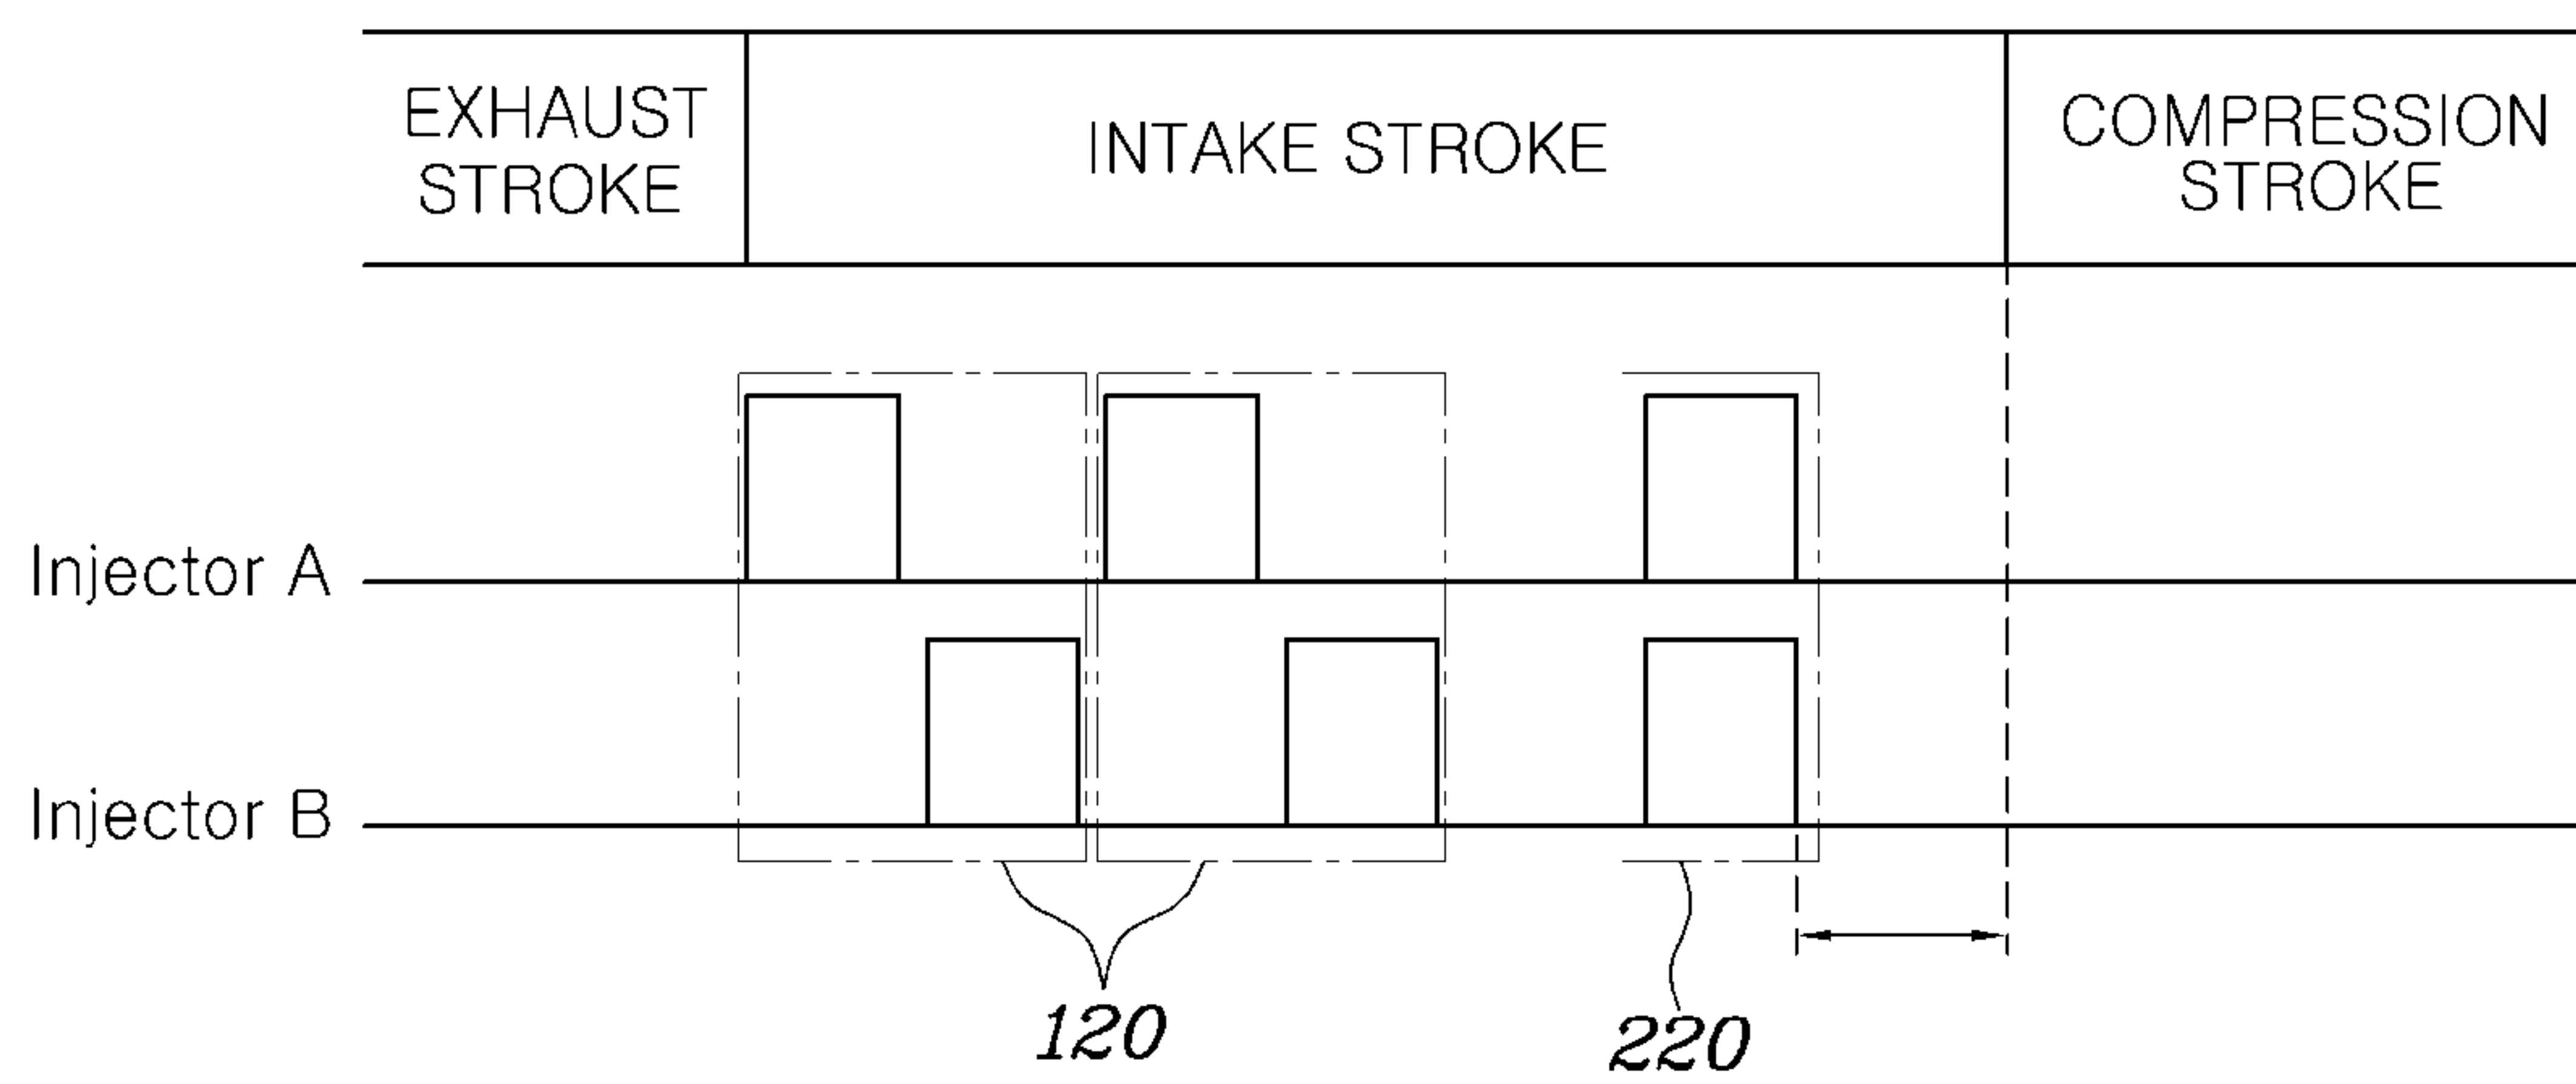 EXHAUST
STROKE
INTAKE STROKE
COMPRESSION
STROKE
Injector A
Injector B
120
220